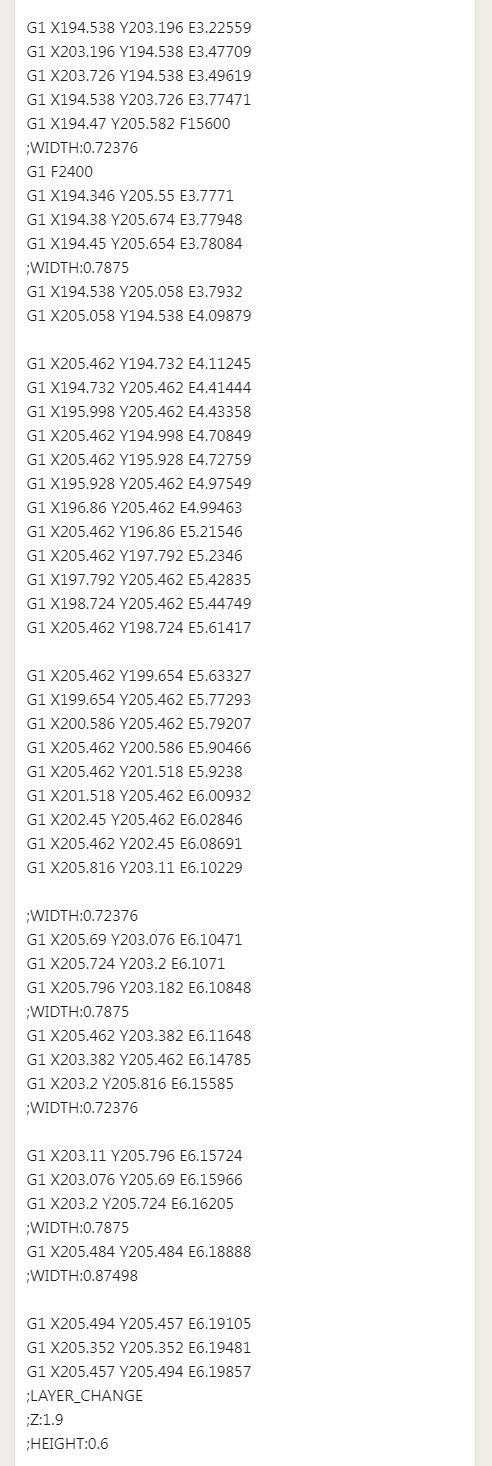 G1 X194.538 Y203.196 E3.22559
G1 X203.196 Y194.538 E3.47709
G1 X203.726 Y194.538 E3.49619
G1 X194.538 Y203.726 E3.77471
G1 X194.47 Y205.582 F15600
;WIDTH:0.72376
G1 F2400
G1 X194.346 Y205.55 E3.7771
G1 X194.38 Y205.674 E3.77948
G1 X194.45 Y205.654 E3.78084
;WIDTH:0.7875
G1 X194.538 Y205.058 E3.7932
G1 X205.058 Y194.538 E4.09879
G1 X205.462 Y194.732 E4.11245
G1 X194.732 Y205.462 E4.41444
G1 X195.998 Y205.462 E4.43358
G1 X205.462 Y194.998 E4.70849
G1 X205.462 Y195.928 E4.72759
G1 X195.928 Y205.462 E4.97549
G1 X196.86 Y205.462 E4.99463
G1 X205.462 Y196.86 E5.21546
G1 X205.462 Y197.792 E5.2346
G1 X197.792 Y205.462 E5.42835
G1 X198.724 Y205.462 E5.44749
G1 X205.462 Y198.724 E5.61417
G1 X205.462 Y199.654 E5.63327
G1 X199.654 Y205.462 E5.77293
G1 X200.586 Y205.462 E5.79207
G1 X205.462 Y200.586 E5.90466
G1 X205.462 Y201.518 E5.9238
G1 X201.518 Y205.462 E6.00932
G1 X202.45 Y205.462 E6.02846
G1 X205.462 Y202.45 E6.08691
G1 X205.816 Y203.11 E6.10229
;WIDTH:0.72376
G1 X205.69 Y203.076 E6.10471
G1 X205.724 Y203.2 E6.1071
G1 X205.796 Y203.182 E6.10848
;WIDTH:0.7875
G1 X205.462 Y203.382 E6.11648
G1 X203.382 Y205.462 E6.14785
G1 X203.2 Y205.816 E6.15585
;WIDTH:0.72376
G1 X203.11 Y205.796 E6.15724
G1 X203.076 Y205.69 E6.15966
G1 X203.2 Y205.724 E6.16205
;WIDTH:0.7875
G1 X205.484 Y205.484 E6.18888
;WIDTH:0.87498
G1 X205.494 Y205.457 E6.19105
G1 X205.352 Y205.352 E6.19481
G1 X205.457 Y205.494 E6.19857
;LAYER_CHANGE
;Z:1.9
;HEIGHT:0.6